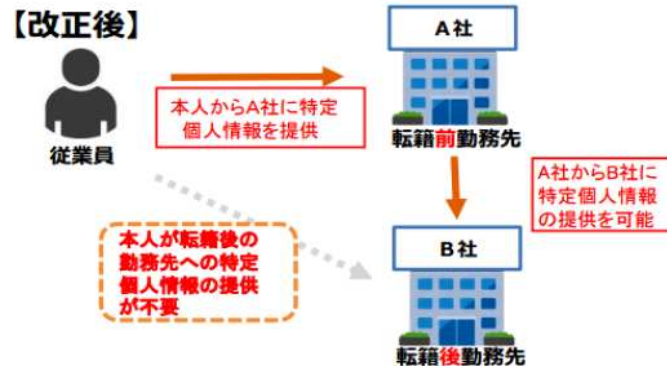 【改正後】
A社
本人からA社に特定
個人情報を提供
従業員
転籍前勤務先
A社からB社に
特定個人情報
の提供を可能
本人が転籍後の
勤務先への特定
個人情報の提供
が不要
B社
転籍後勤務先